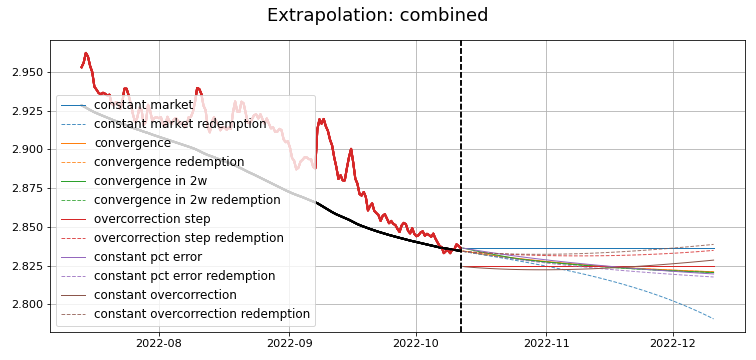 Extrapolation: combined
2.950
2.925
2.900
2.875
2.850
2.825
2.800
constant market
constant market redemption
convergence
convergence redemption
convergence in 2w
convergence in 2w redemption
overcorrection step
overcorrection step redemption
constant pct error
constant pct error redemption
constant overcorrection
constant overcorrection redemption
2022-08
2022-09
2022-10
2022-11
2022-12